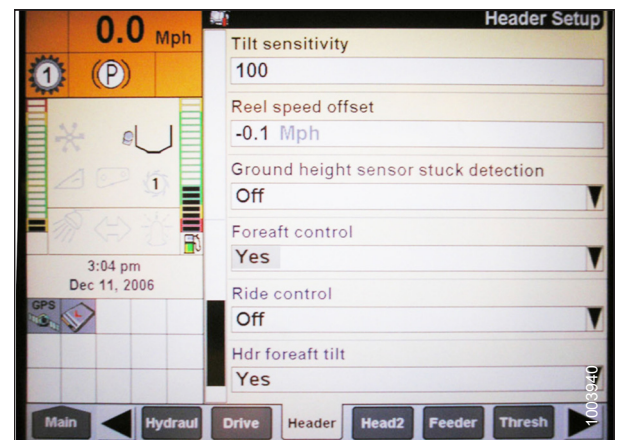 0.0 Mph
Header Setup
1
(P)
1
3:04 pm
Dec 11, 2006
GPS
Tilt sensitivity
100
Reel speed offset
-0.1 Mph
Ground height sensor stuck detection
Off
Foreaft control
Yes
Ride control
Off
Hdr foreaft tilt
Yes
Main
Hydraul
Drive
Header
Head2
Feeder
Thresh
1003940